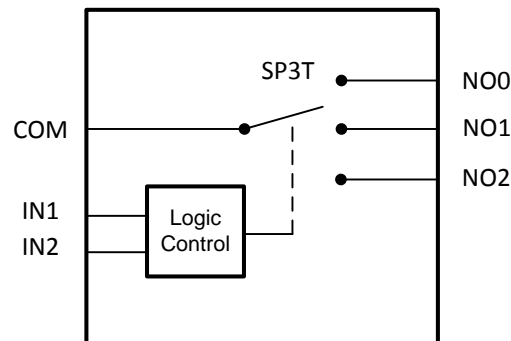 SP3T
NO0
COM
NO1
NO2
IN1
Logic
Control
IN2